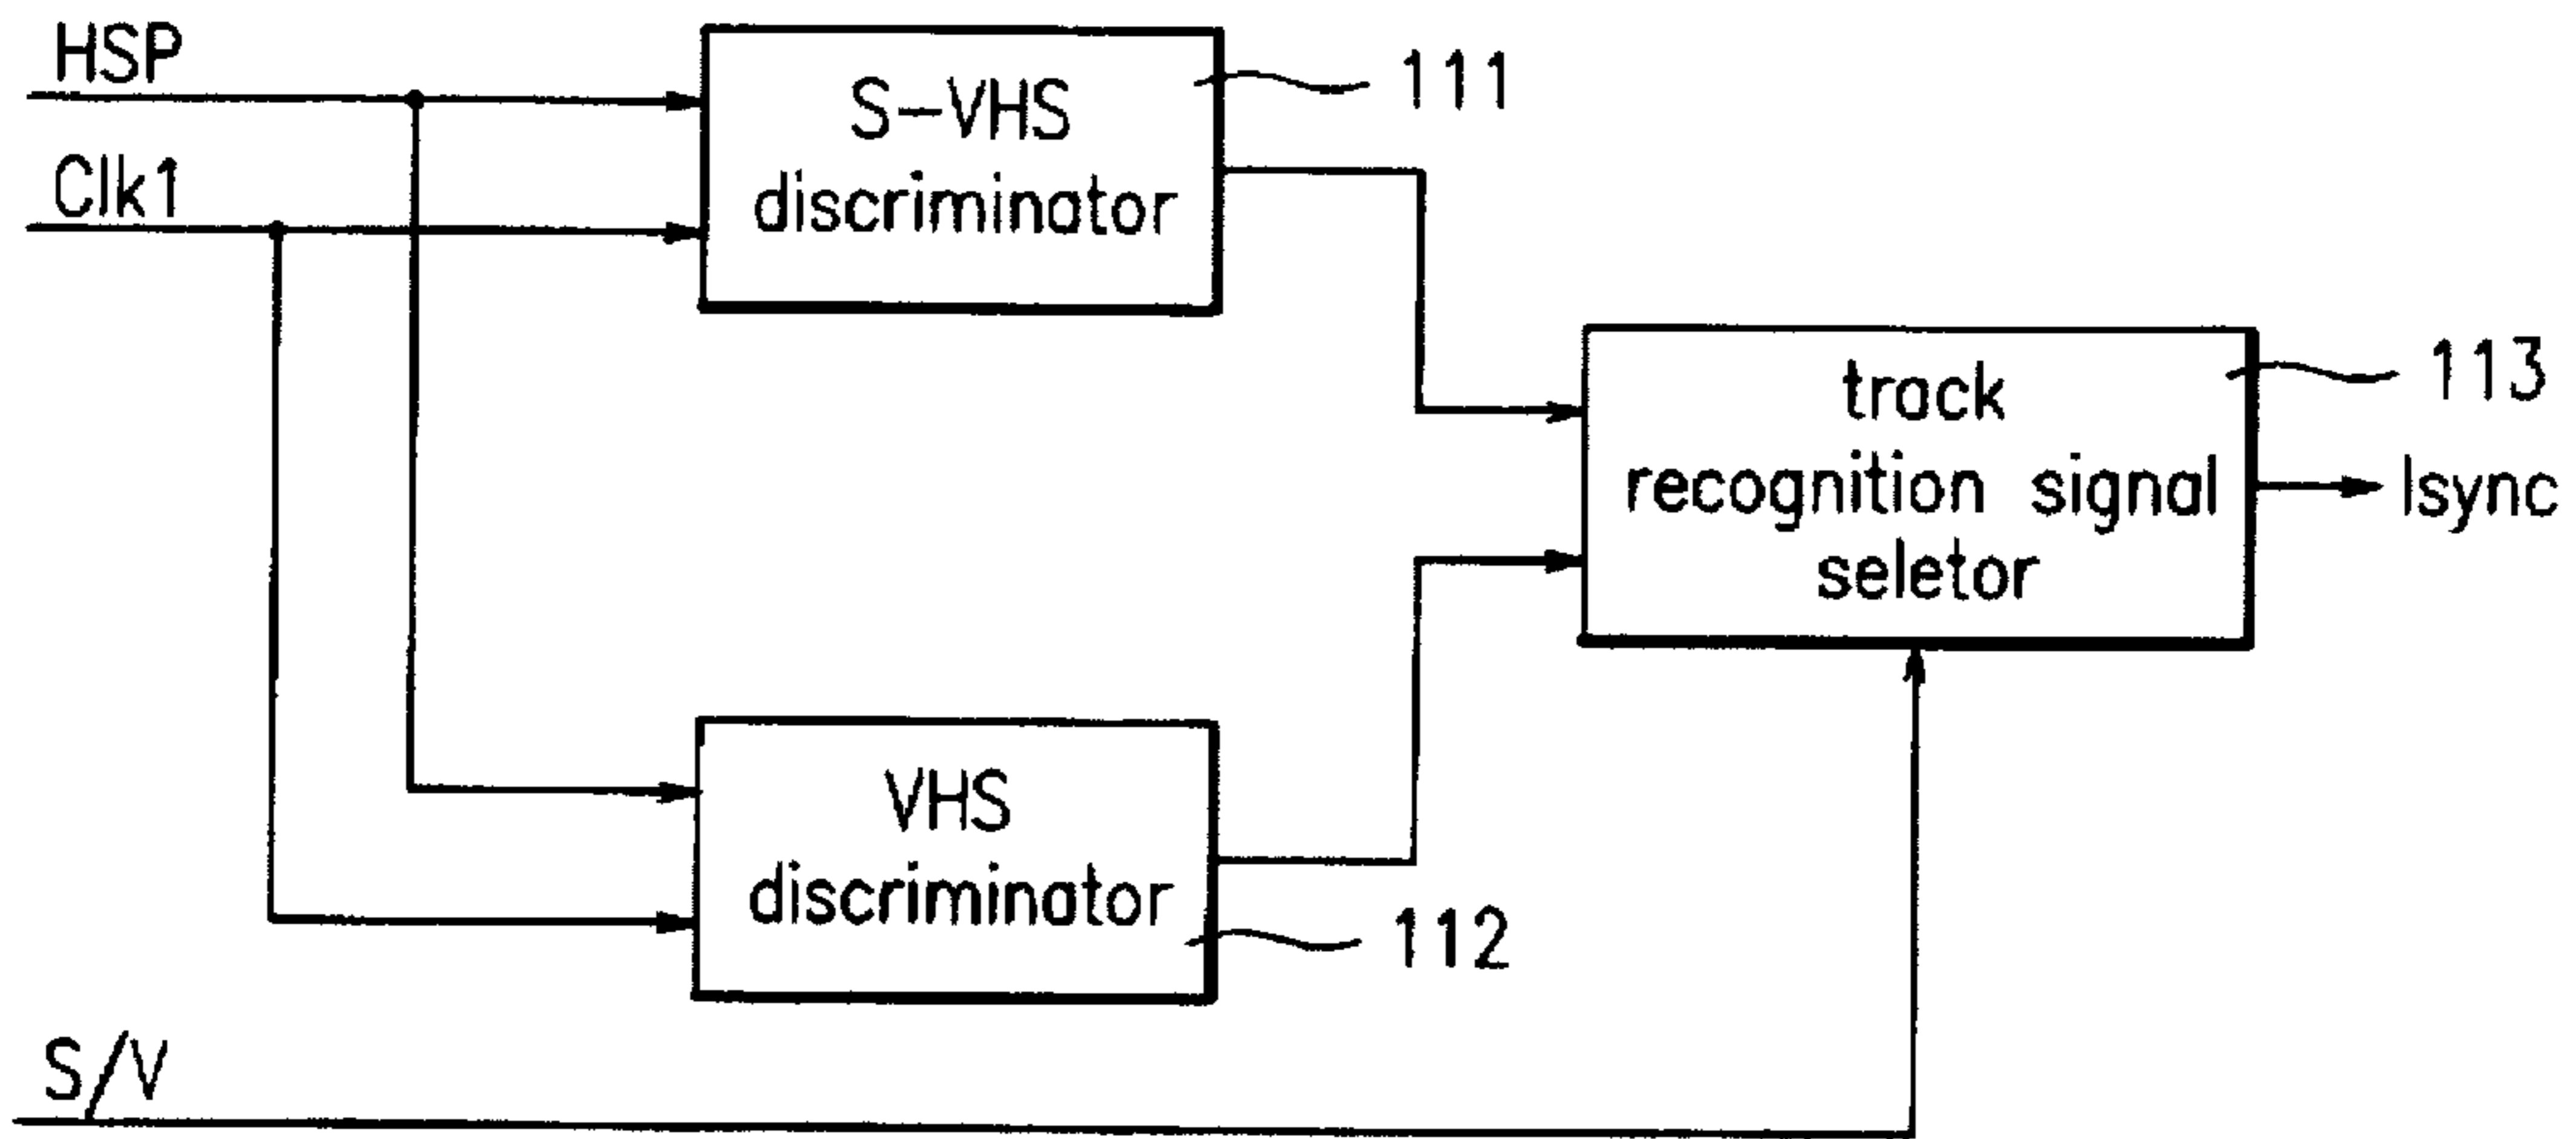 HSP
Clk1
S-VHS
discriminator
111
track
recognition signal
seletor
113
Isync
VHS
discriminator
112
S/V